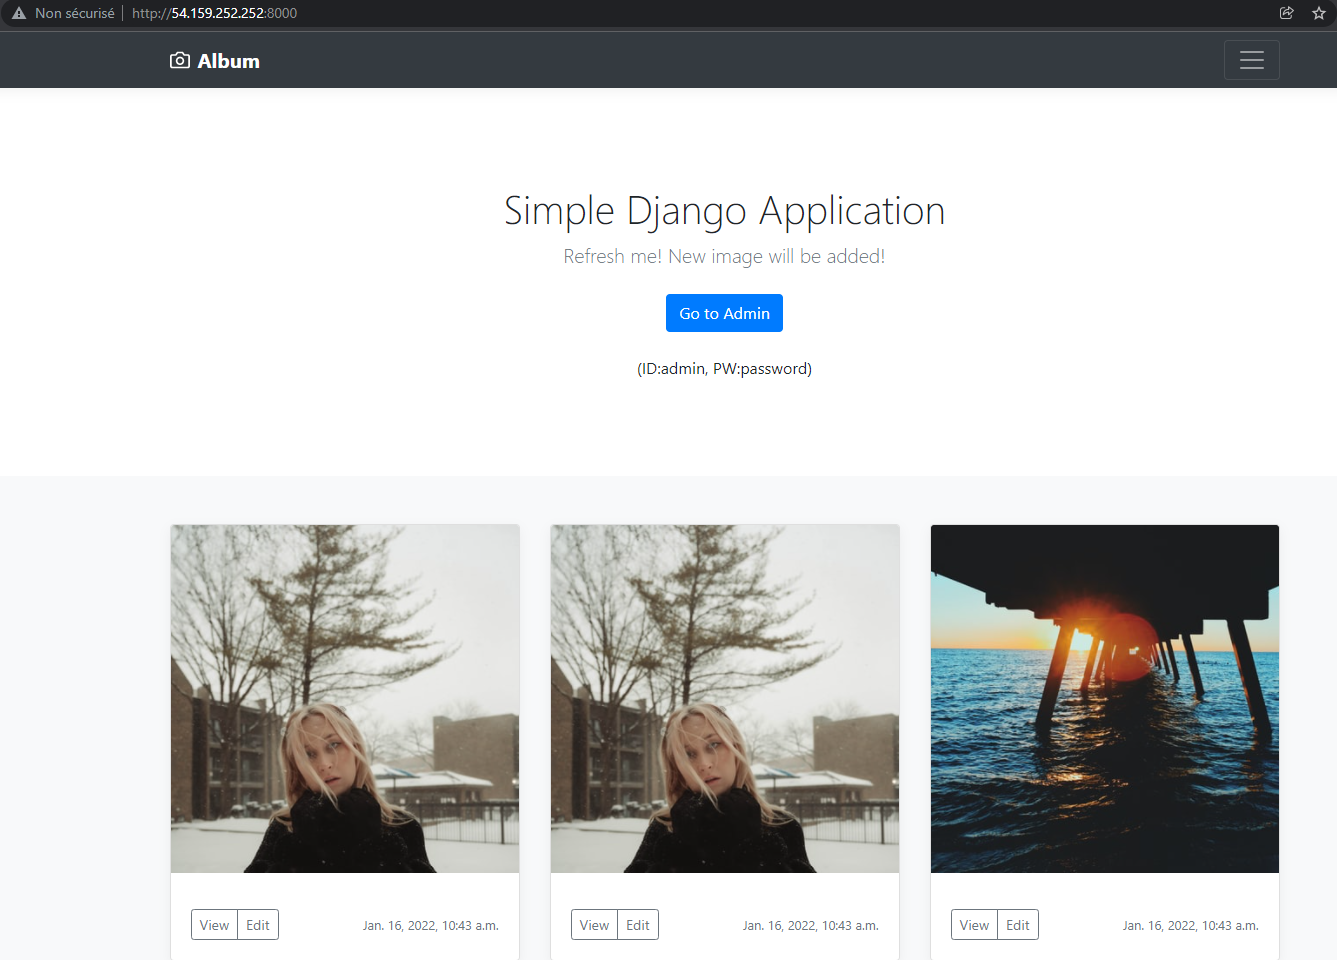 Non sécurisé http://54.159.252.252:8000
Album
Simple Django Application
Refresh me! New image will be added!
Go to Admin
(ID:admin, PW:password)
View Edit Jan. 16, 2022, 10:43 a.m.
View Edit Jan. 16, 2022, 10:43 a.m.
View Edit Jan. 16, 2022, 10:43 a.m.